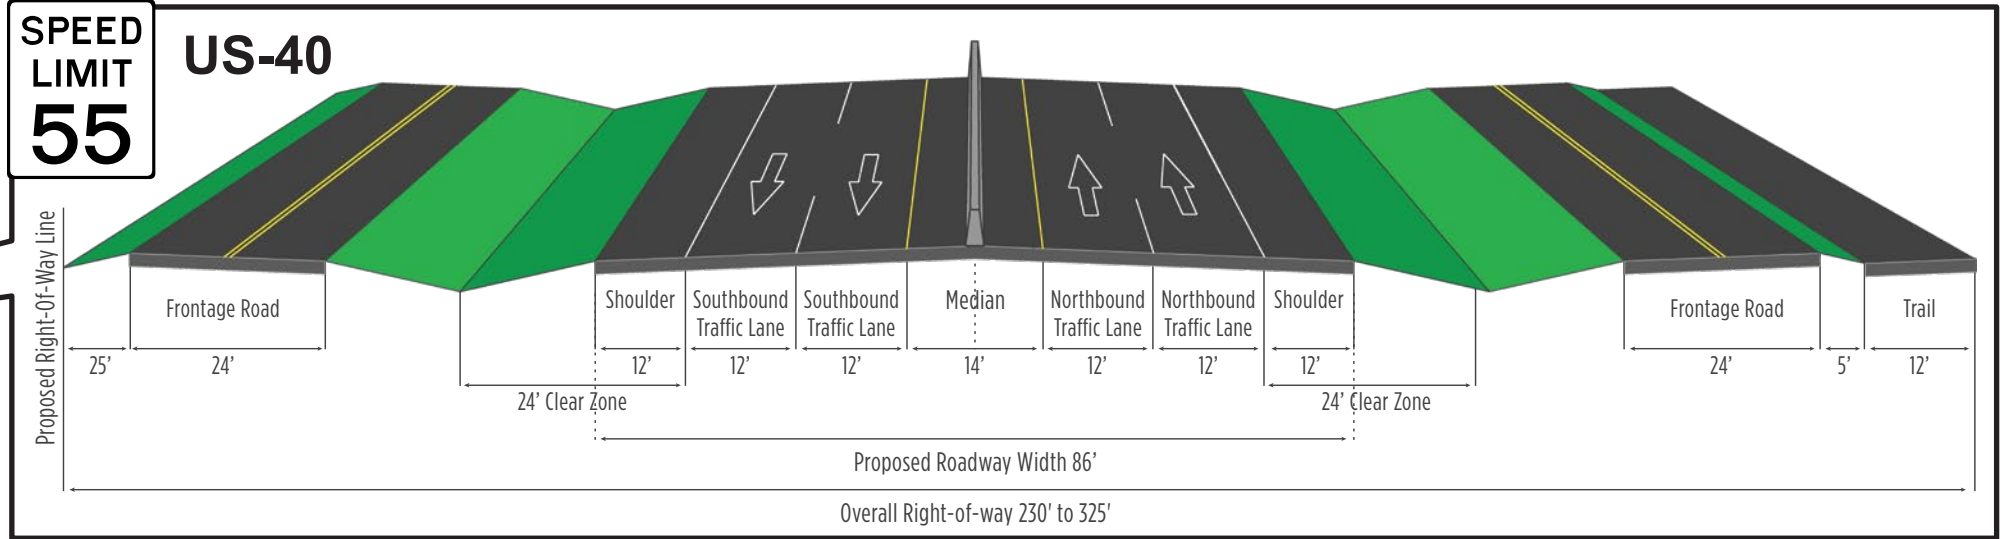 SPEED
LIMIT
55
US-40
Proposed Right-Of-Way Line
Frontage Road
Shoulder
Southbound
Traffic Lane
Southbound
Traffic Lane
Median
Northbound
Traffic Lane
Northbound
Traffic Lane
Shoulder
Frontage Road
Trail
25’
24’
12’
12’
12’
14’
12’
12’
12’
24’
5’
12’
24’ Clear Zone
24’ Clear Zone
Proposed Roadway Width 86’
Overall Right-of-way 230' to 325'